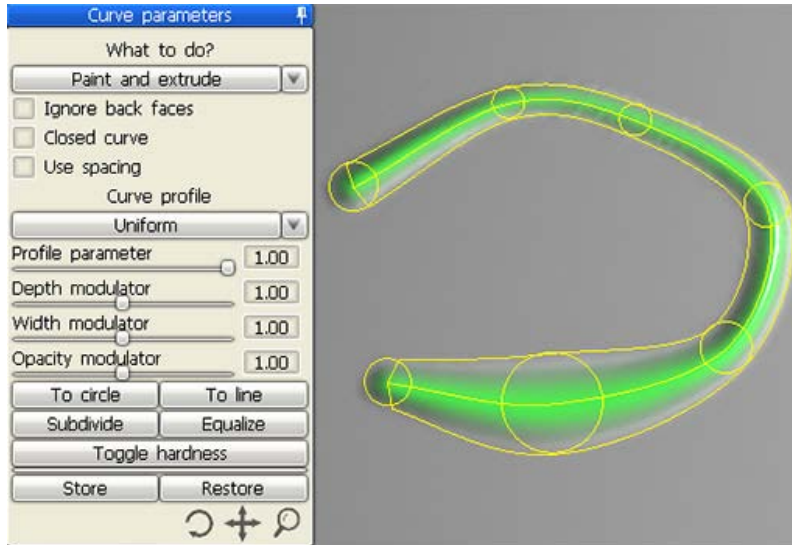 Curve parameters
What to do?
Paint and extrude
Ignore back faces
Closed curve
Use spacing
Curve profile
Uniform
Profile parameter 1.00
Depth modulator 1.00
Width modulator 1.00
Opacity modulator 1.00
To circle To line
Subdivide Equalize
Toggle hardness
Store Restore